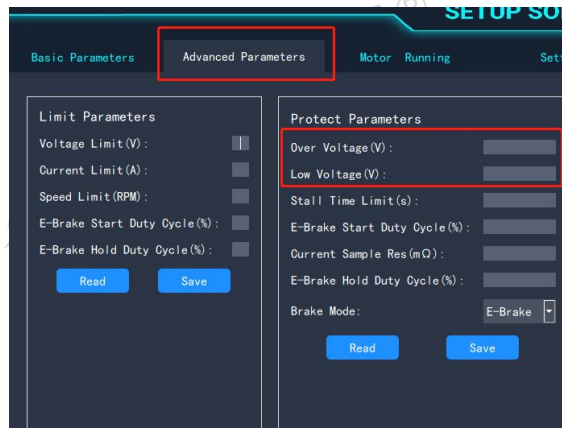 SETUP SO
Basic Parameters
Advanced Parameters
Motor Running
Sett
Limit Parameters
Voltage Limit(V):
Current Limit(A):
Speed Limit(RPM):
E-Brake Start Duty Cycle(%):
E-Brake Hold Duty Cycle(%):
Read
Save
Protect Parameters
Over Voltage(V):
Low Voltage(V):
Stall Time Limit(s):
E-Brake Start Duty Cycle(%):
Current Sample Res(mΩ):
E-Brake Hold Duty Cycle(%):
Brake Mode:
E-Brake
Read
Save